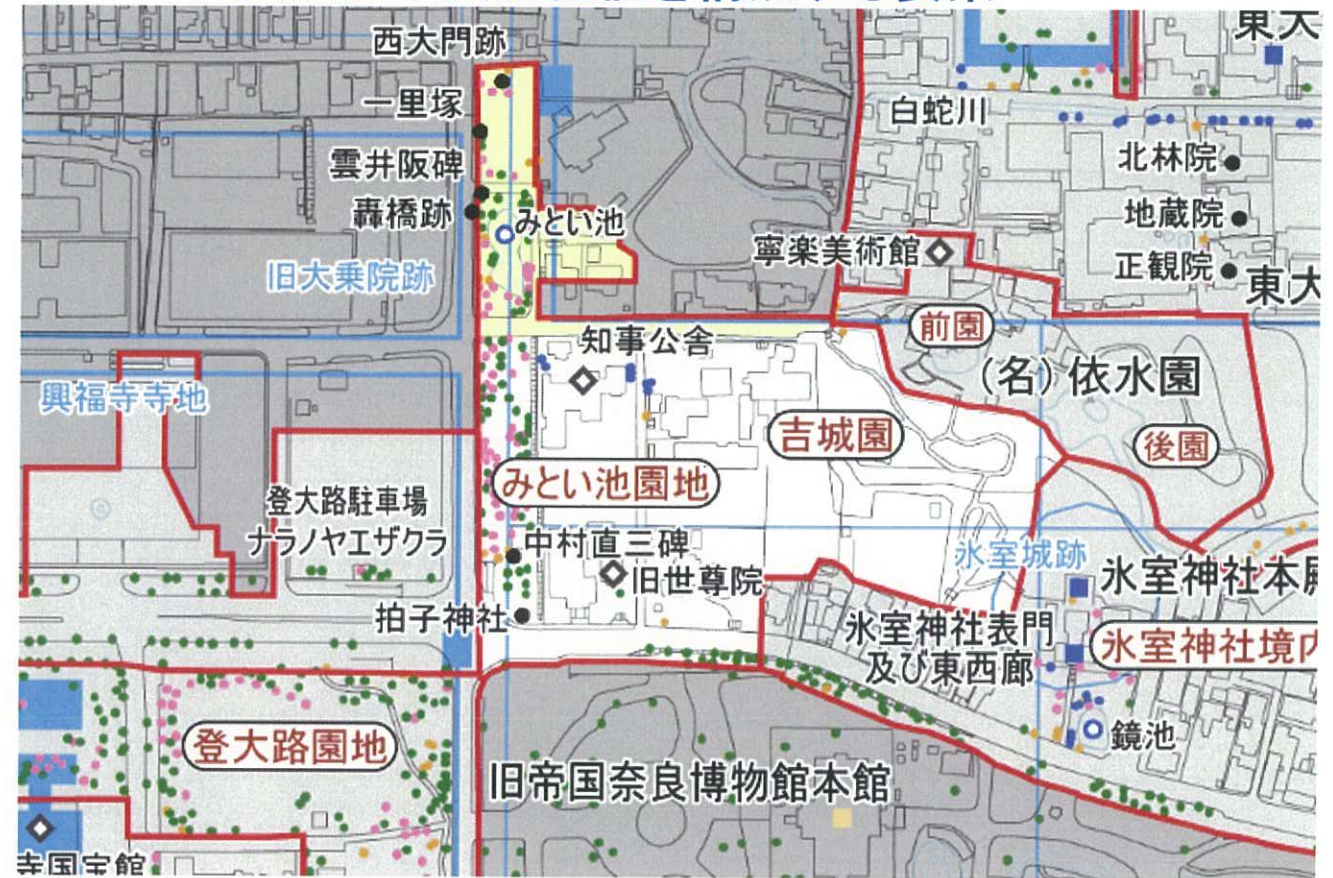 東大
西大門跡
一里塚
白蛇川
雲井阪碑
北林院
轟橋跡
みとい池
地蔵院
寧楽美術館
正観院
旧大乗院跡
東大
前園
知事公舎
(名)依水園
興福寺寺地
吉城園
後園
みとい池園地
登大路駐車場
ナラノヤエザクラ
中村直三碑
氷室城跡
旧世尊院
氷室神社本殿
拍子神社
氷室神社表門
及び東西廊
氷室神社境内
登大路園地
鏡池
旧帝国奈良博物館本館
寺国宝館